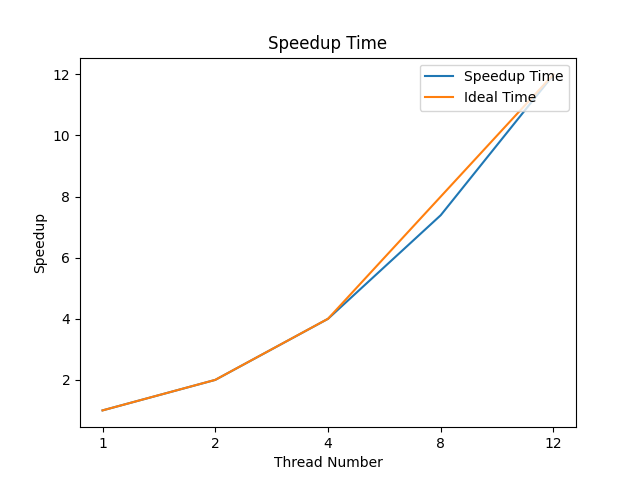 Speedup Time
Speedup Time
Ideal Time
12
10
8
6
4
2
Speedup
1 2 4 8 12
Thread Number